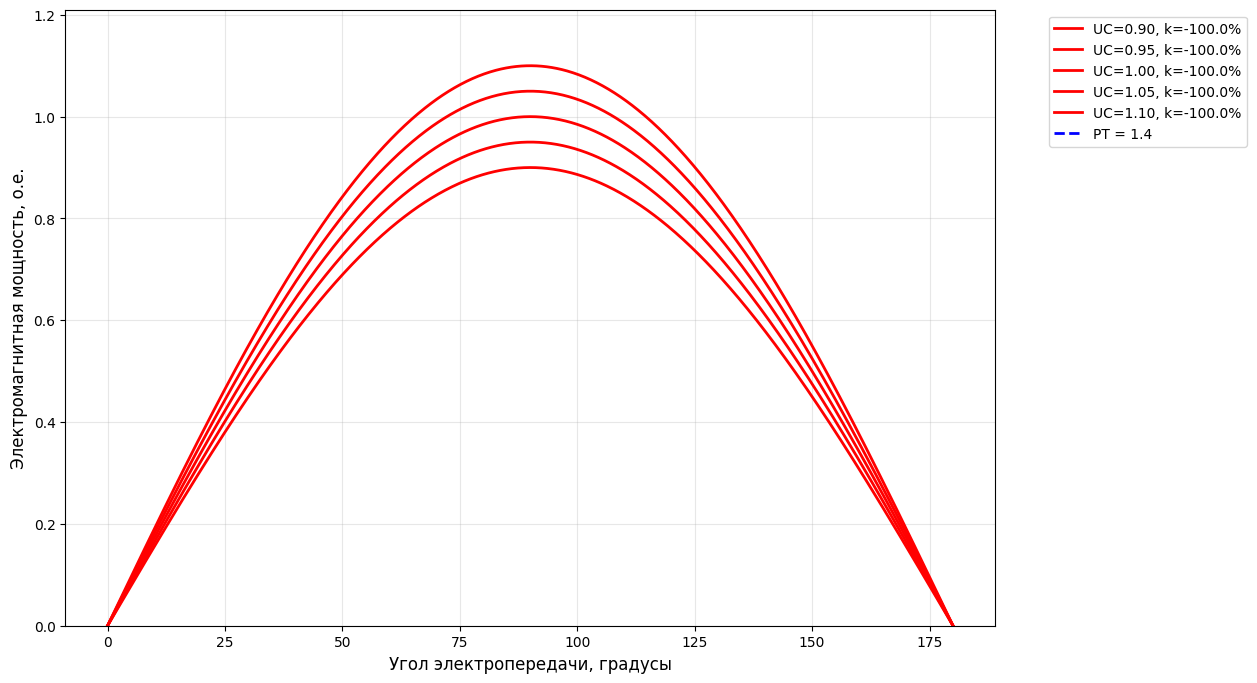 Электромагнитная мощность, о.е.
1.2
1.0
0.8
0.6
0.4
0.2
0.0
0
25
50
75
100
125
150
175
Угол электропередачи, градусы
UC=0.90, k=-100.0%
UC=0.95, k=-100.0%
UC=1.00, k=-100.0%
UC=1.05, k=-100.0%
UC=1.10, k=-100.0%
PT = 1.4